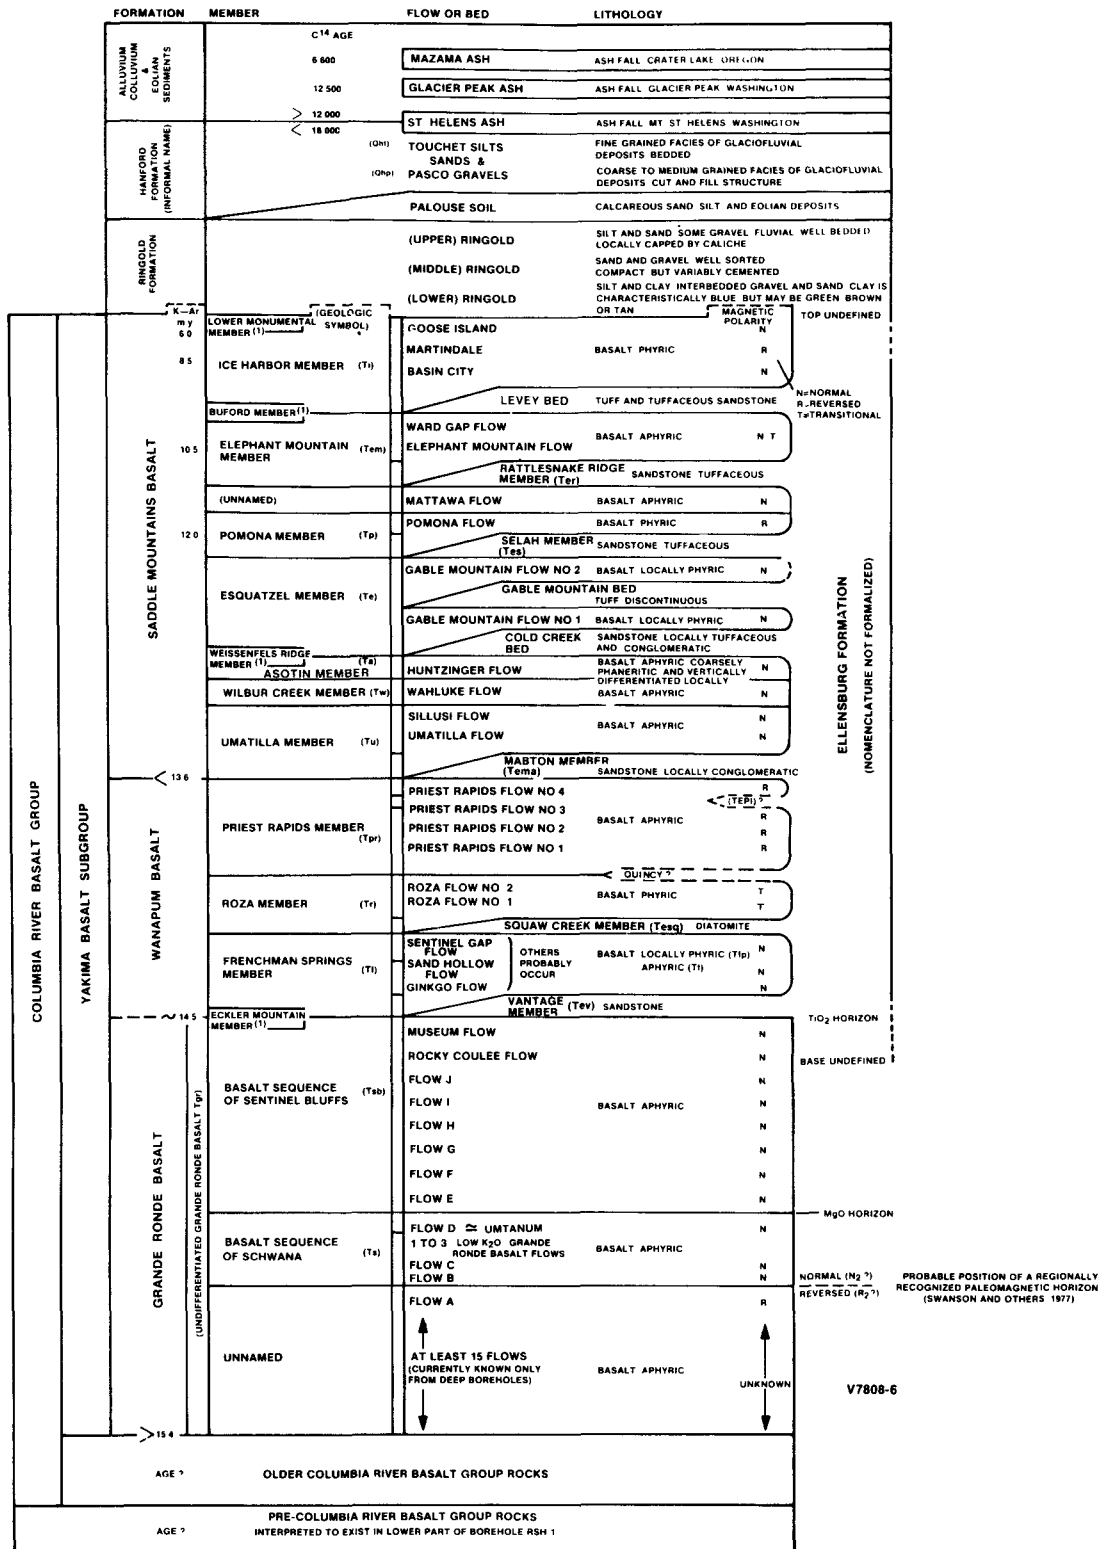 FORMATION MEMBER FLOW OR BED LITHOLOGY
ALLUVIUM
COLLUVIUM
&
EOLIAN
SEDIMENTS
C14 AGE
6 600 MAZAMA ASH ASH FALL CRATER LAKE OREGON
12 500 GLACIER PEAK ASH ASH FALL GLACIER PEAK WASHINGTON
> 12 000
< 18 000
ST HELENS ASH ASH FALL MT ST HELENS WASHINGTON
HANFORD
FORMATION
(INFORMAL NAME)
(Qht) TOUCHET SILTS FINE GRAINED FACIES OF GLACIOFLUVIAL
SANDS & DEPOSITS BEDDED
(Qhp) PASCO GRAVELS COARSE TO MEDIUM GRAINED FACIES OF GLACIOFLUVIAL
DEPOSITS CUT AND FILL STRUCTURE
PALOUSE SOIL CALCAREOUS SAND SILT AND EOLIAN DEPOSITS
RINGOLD
FORMATION
(UPPER) RINGOLD SILT AND SAND SOME GRAVEL FLUVIAL WELL BEDDED
LOCALLY CAPPED BY CALICHE
(MIDDLE) RINGOLD SAND AND GRAVEL WELL SORTED
COMPACT BUT VARIABLY CEMENTED
(LOWER) RINGOLD SILT AND CLAY INTERBEDDED GRAVEL AND SAND CLAY IS
CHARACTERISTICALLY BLUE BUT MAY BE GREEN BROWN
OR TAN
K-Ar
m y
(GEOLOGIC
SYMBOL)
MAGNETIC
POLARITY
TOP UNDEFINED
COLUMBIA RIVER BASALT GROUP
YAKIMA BASALT SUBGROUP
SADDLE MOUNTAINS BASALT
ELLENSBURG FORMATION
(NOMENCLATURE NOT FORMALIZED)
6 0 LOWER MONUMENTAL
MEMBER (1)
GOOSE ISLAND N
8 5 ICE HARBOR MEMBER (Ti) MARTINDALE BASALT PHYRIC R
BASIN CITY N
N=NORMAL
R=REVERSED
T=TRANSITIONAL
LEVEY BED TUFF AND TUFFACEOUS SANDSTONE
BUFORD MEMBER (1)
10 5 ELEPHANT MOUNTAIN (Tem)
MEMBER
WARD GAP FLOW
ELEPHANT MOUNTAIN FLOW
BASALT APHYRIC N T
RATTLESNAKE RIDGE
MEMBER (Ter) SANDSTONE TUFFACEOUS
(UNNAMED) MATTAWA FLOW BASALT APHYRIC N
12 0 POMONA MEMBER (Tp) POMONA FLOW BASALT PHYRIC R
SELAH MEMBER SANDSTONE TUFFACEOUS
(Tes)
ESQUATZEL MEMBER (Te) GABLE MOUNTAIN FLOW NO 2 BASALT LOCALLY PHYRIC N
GABLE MOUNTAIN BED
TUFF DISCONTINUOUS
GABLE MOUNTAIN FLOW NO 1 BASALT LOCALLY PHYRIC N
COLD CREEK SANDSTONE LOCALLY TUFFACEOUS
BED AND CONGLOMERATIC
WEISSENFELS RIDGE
MEMBER (1) (Ta)
ASOTIN MEMBER HUNTZINGER FLOW
BASALT APHYRIC COARSELY
PHANERITIC AND VERTICALLY N
DIFFERENTIATED LOCALLY
WILBUR CREEK MEMBER (Tw) WAHLUKE FLOW BASALT APHYRIC N
UMATILLA MEMBER (Tu) SILLUSI FLOW N
BASALT APHYRIC
UMATILLA FLOW N
MABTON MEMBER
(Tema) SANDSTONE LOCALLY CONGLOMERATIC
< 13 6
WANAPUM BASALT
PRIEST RAPIDS MEMBER
(Tpr)
PRIEST RAPIDS FLOW NO 4 R
(TEPI) ?
PRIEST RAPIDS FLOW NO 3 R
BASALT APHYRIC
PRIEST RAPIDS FLOW NO 2 R
PRIEST RAPIDS FLOW NO 1 R
QUINCY ?
ROZA MEMBER (Tr) ROZA FLOW NO 2 T
BASALT PHYRIC
ROZA FLOW NO 1 T
SQUAW CREEK MEMBER (Tesq) DIATOMITE
FRENCHMAN SPRINGS
MEMBER (Tf)
SENTINEL GAP
FLOW
SAND HOLLOW
FLOW
GINKGO FLOW
OTHERS
PROBABLY
OCCUR
BASALT LOCALLY PHYRIC (Tfp) N
APHYRIC (Tf) N
N
VANTAGE
MEMBER (Tev) SANDSTONE
~ 14 5 ECKLER MOUNTAIN
MEMBER (1)
TiO2 HORIZON
GRANDE RONDE BASALT
(UNDIFFERENTIATED GRANDE RONDE BASALT Tgr)
MUSEUM FLOW N
ROCKY COULEE FLOW N
BASE UNDEFINED
BASALT SEQUENCE (Tsb)
OF SENTINEL BLUFFS
FLOW J N
FLOW I BASALT APHYRIC N
FLOW H N
FLOW G N
FLOW F N
FLOW E N
MgO HORIZON
BASALT SEQUENCE
OF SCHWANA (Ts)
FLOW D ≅ UMTANUM N
1 TO 3 LOW K2O GRANDE
RONDE BASALT FLOWS
BASALT APHYRIC
FLOW C N
FLOW B N
NORMAL (N2 ?)
REVERSED (R2 ?)
PROBABLE POSITION OF A REGIONALLY
RECOGNIZED PALEOMAGNETIC HORIZON
(SWANSON AND OTHERS 1977)
FLOW A R
UNNAMED AT LEAST 15 FLOWS
(CURRENTLY KNOWN ONLY
FROM DEEP BOREHOLES)
BASALT APHYRIC
UNKNOWN
V7808-6
> 15 4
AGE ? OLDER COLUMBIA RIVER BASALT GROUP ROCKS
PRE-COLUMBIA RIVER BASALT GROUP ROCKS
AGE ? INTERPRETED TO EXIST IN LOWER PART OF BOREHOLE RSH 1